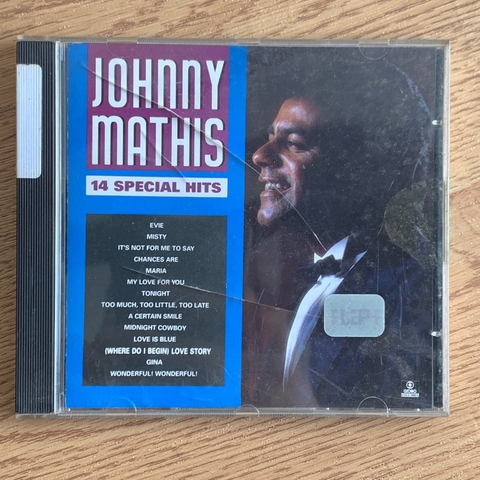 JOHNNY
MATHIS
14 SPECIAL HITS
EVIE
MISTY
IT'S NOT FOR ME TO SAY
CHANCES ARE
MARIA
MY LOVE FOR YOU
TONIGHT
TOO MUCH, TOO LITTLE, TOO LATE
A CERTAIN SMILE
MIDNIGHT COWBOY
LOVE IS BLUE
(WHERE DO I BEGIN) LOVE STORY
GINA
WONDERFUL! WONDERFUL!
GLOBO